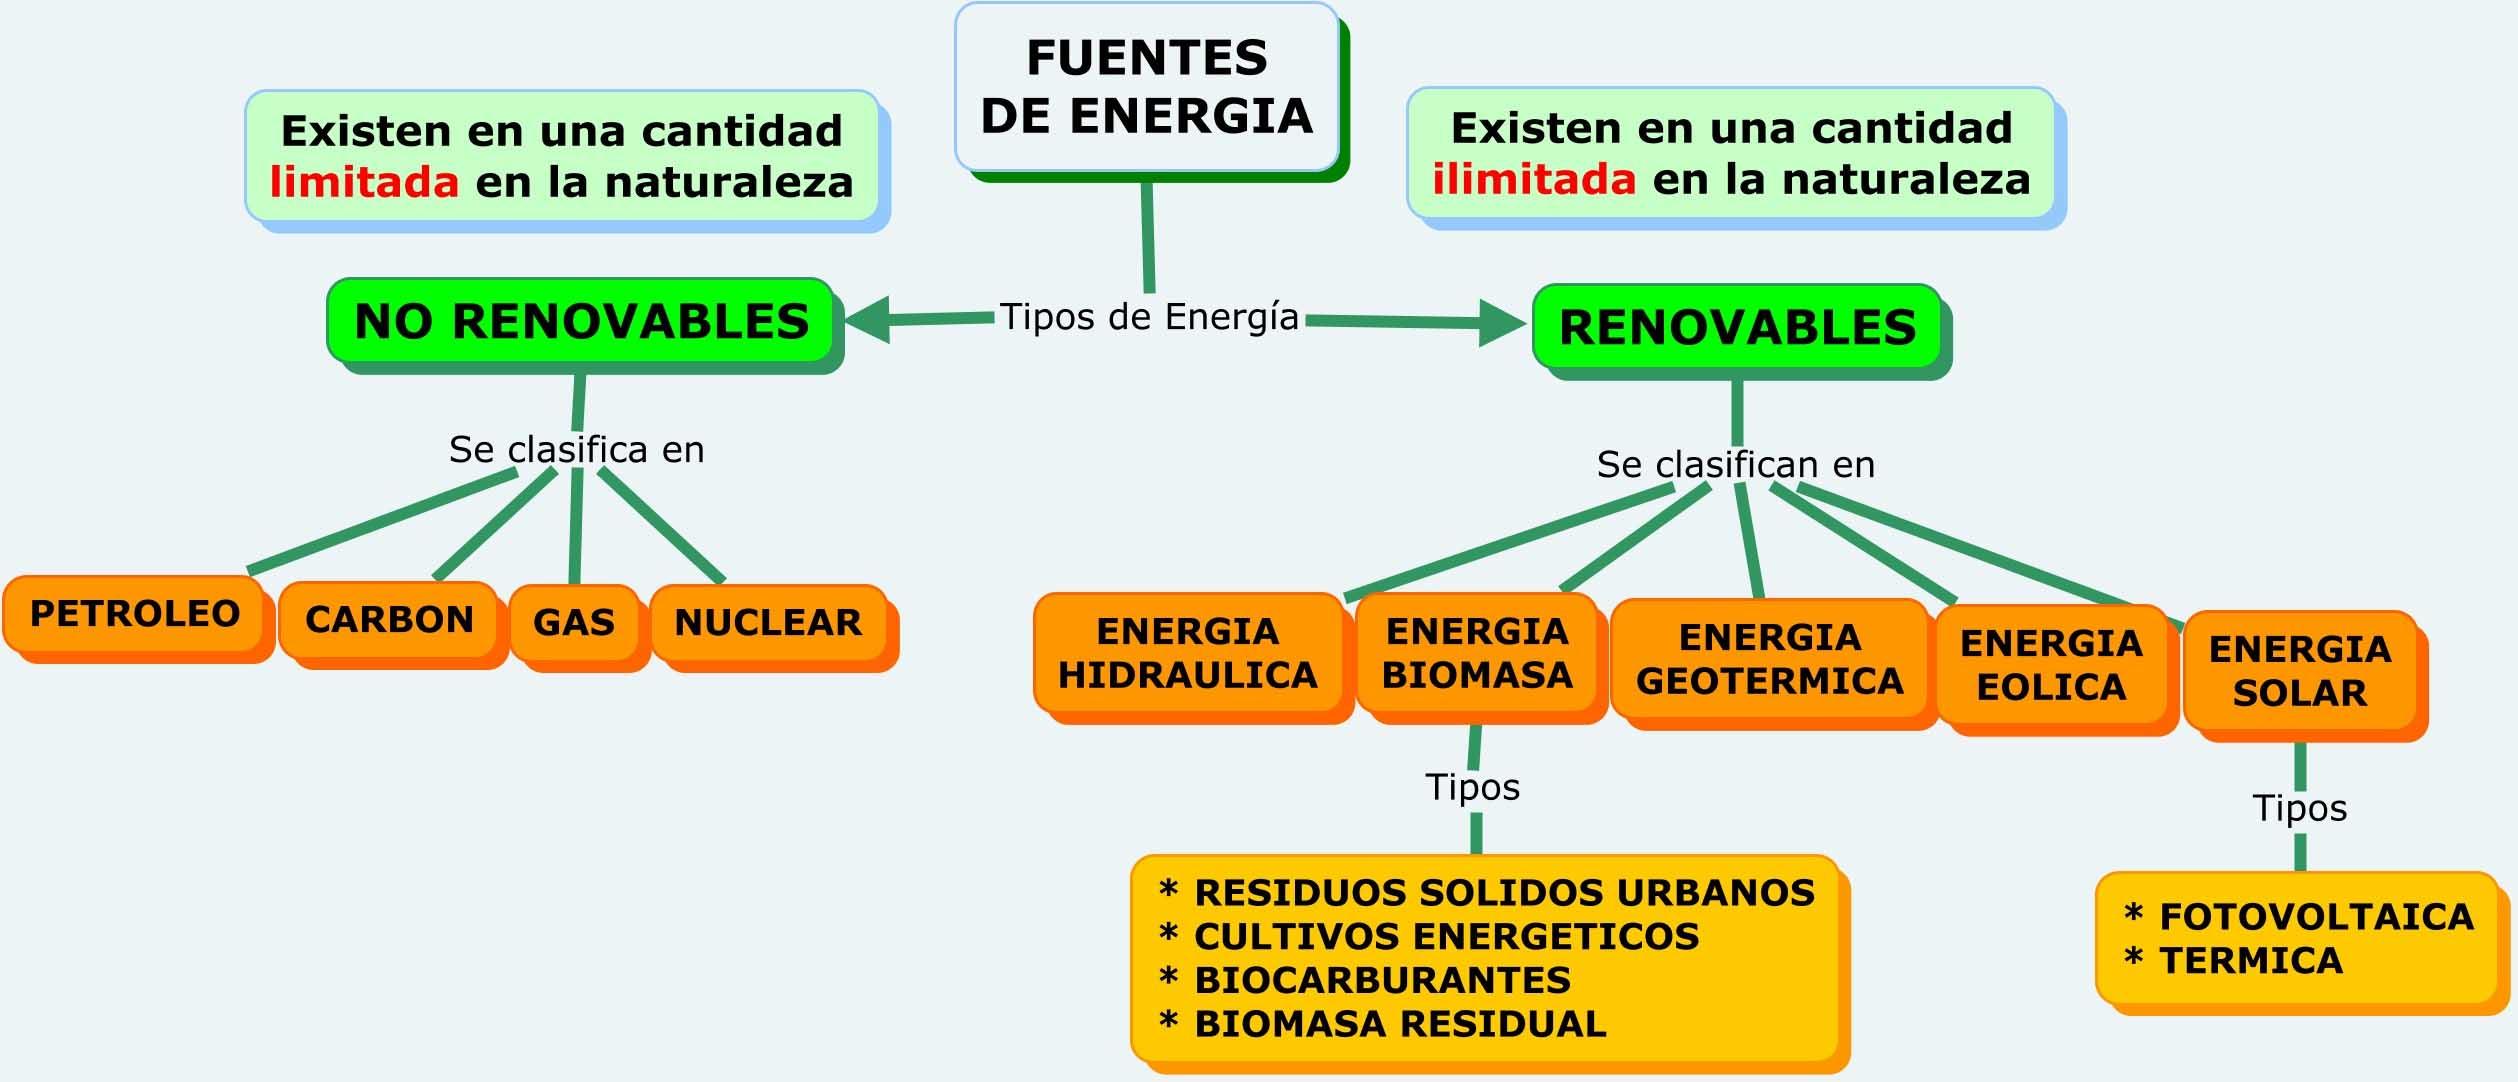 FUENTES
DE ENERGIA
Existen en una cantidad
limitada en la naturaleza
Existen en una cantidad
ilimitada en la naturaleza
NO RENOVABLES
Tipos de Energía
RENOVABLES
Se clasifica en
Se clasifican en
PETROLEO
CARBON
GAS
NUCLEAR
ENERGIA
HIDRAULICA
ENERGIA
BIOMASA
ENERGIA
GEOTERMICA
ENERGIA
EOLICA
ENERGIA
SOLAR
Tipos
Tipos
* RESIDUOS SOLIDOS URBANOS
* CULTIVOS ENERGETICOS
* BIOCARBURANTES
* BIOMASA RESIDUAL
* FOTOVOLTAICA
* TERMICA